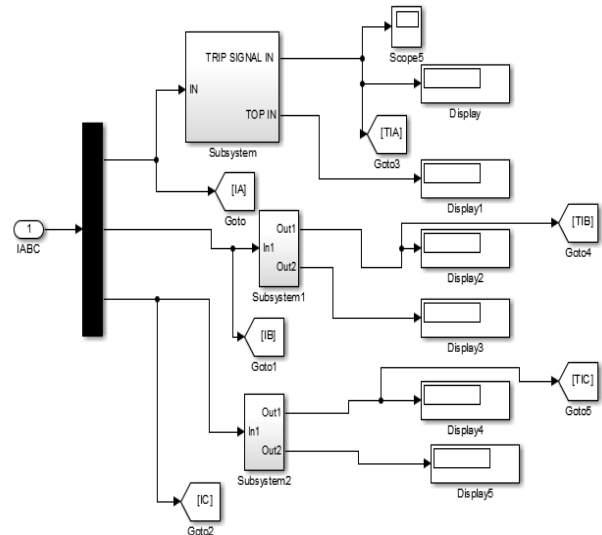 Scope5
TRIP SIGNAL IN
IN
TOP IN
Subsystem
Display
[TIA]
Goto3
Display1
[IA]
Goto
1
IABC
Out1
In1
Out2
Subsystem1
[TIB]
Goto4
Display2
[IB]
Goto1
Display3
[TIC]
Goto5
Out1
In1
Out2
Subsystem2
Display4
Display5
[IC]
Goto2